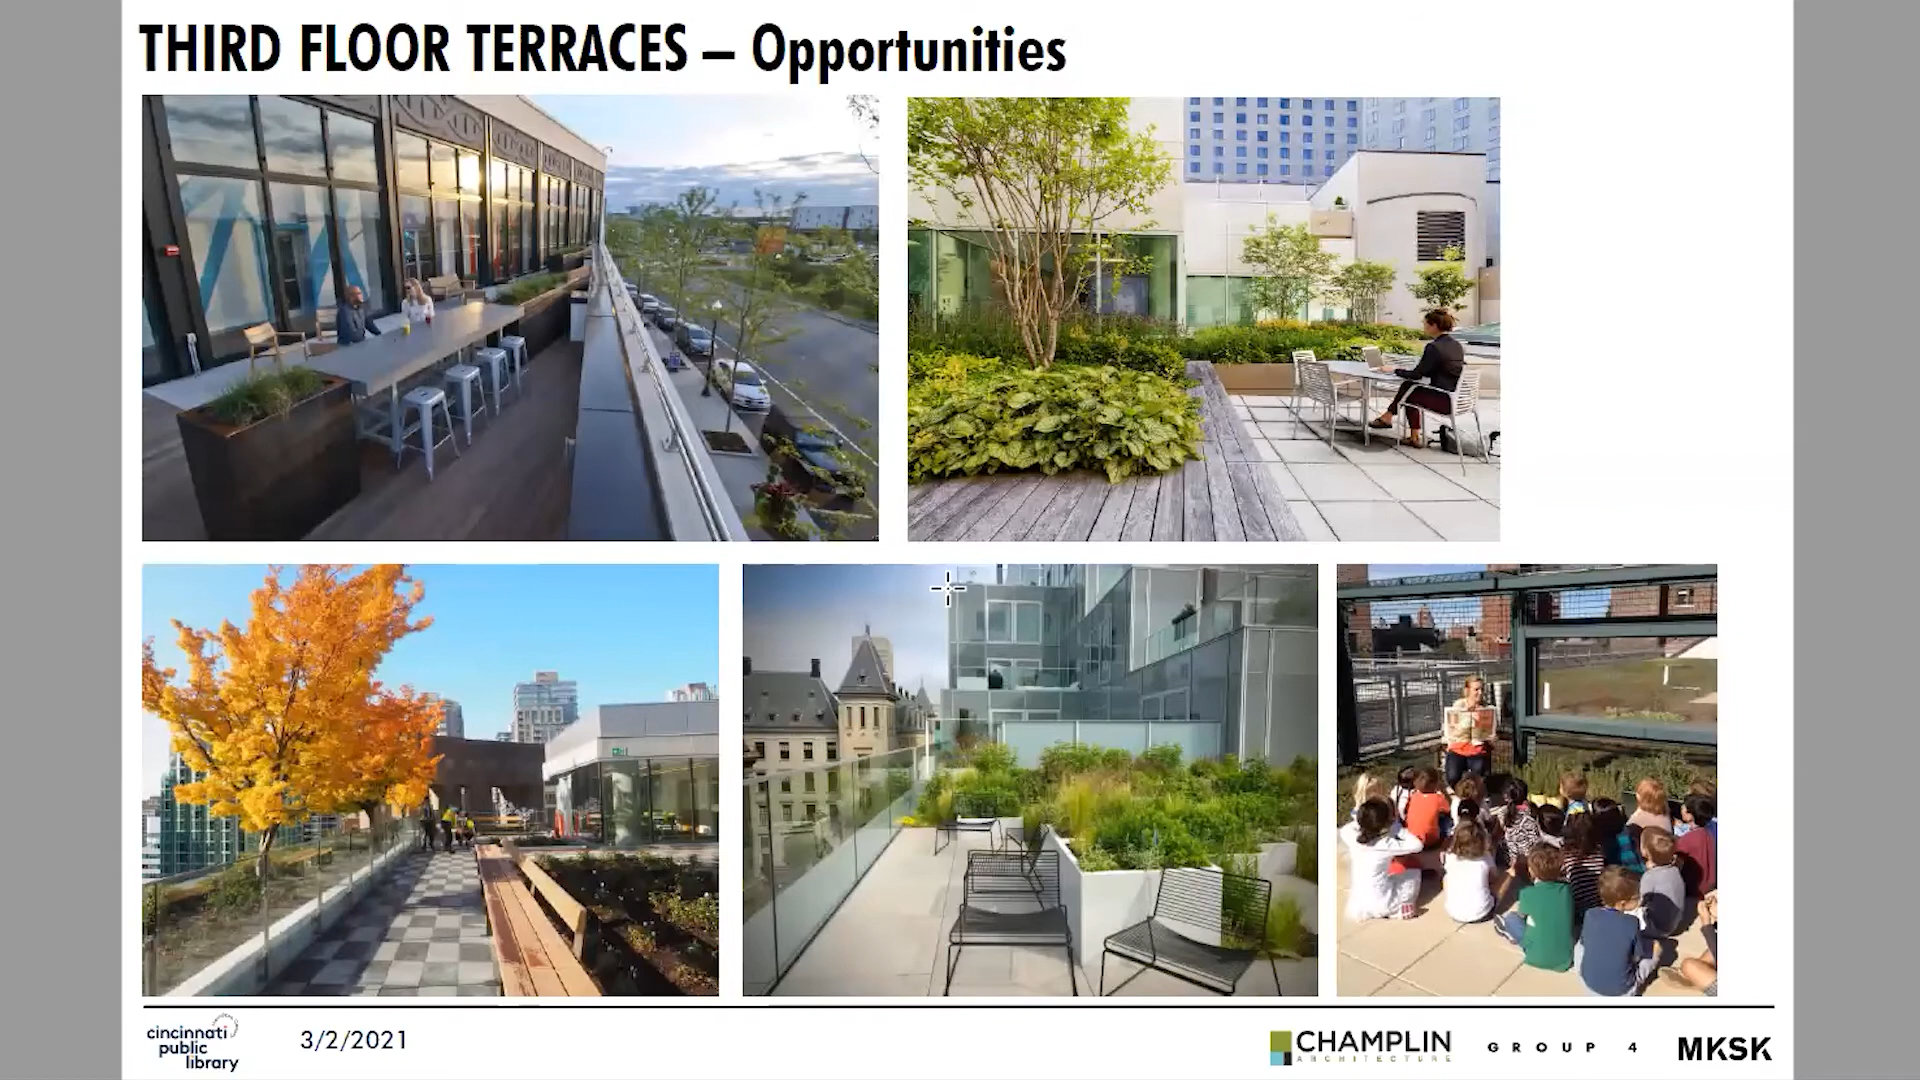 THIRD FLOOR TERRACES – Opportunities
cincinnati
public
library
3/2/2021
CHAMPLIN
ARCHITECTURE
GROUP 4
MKSK